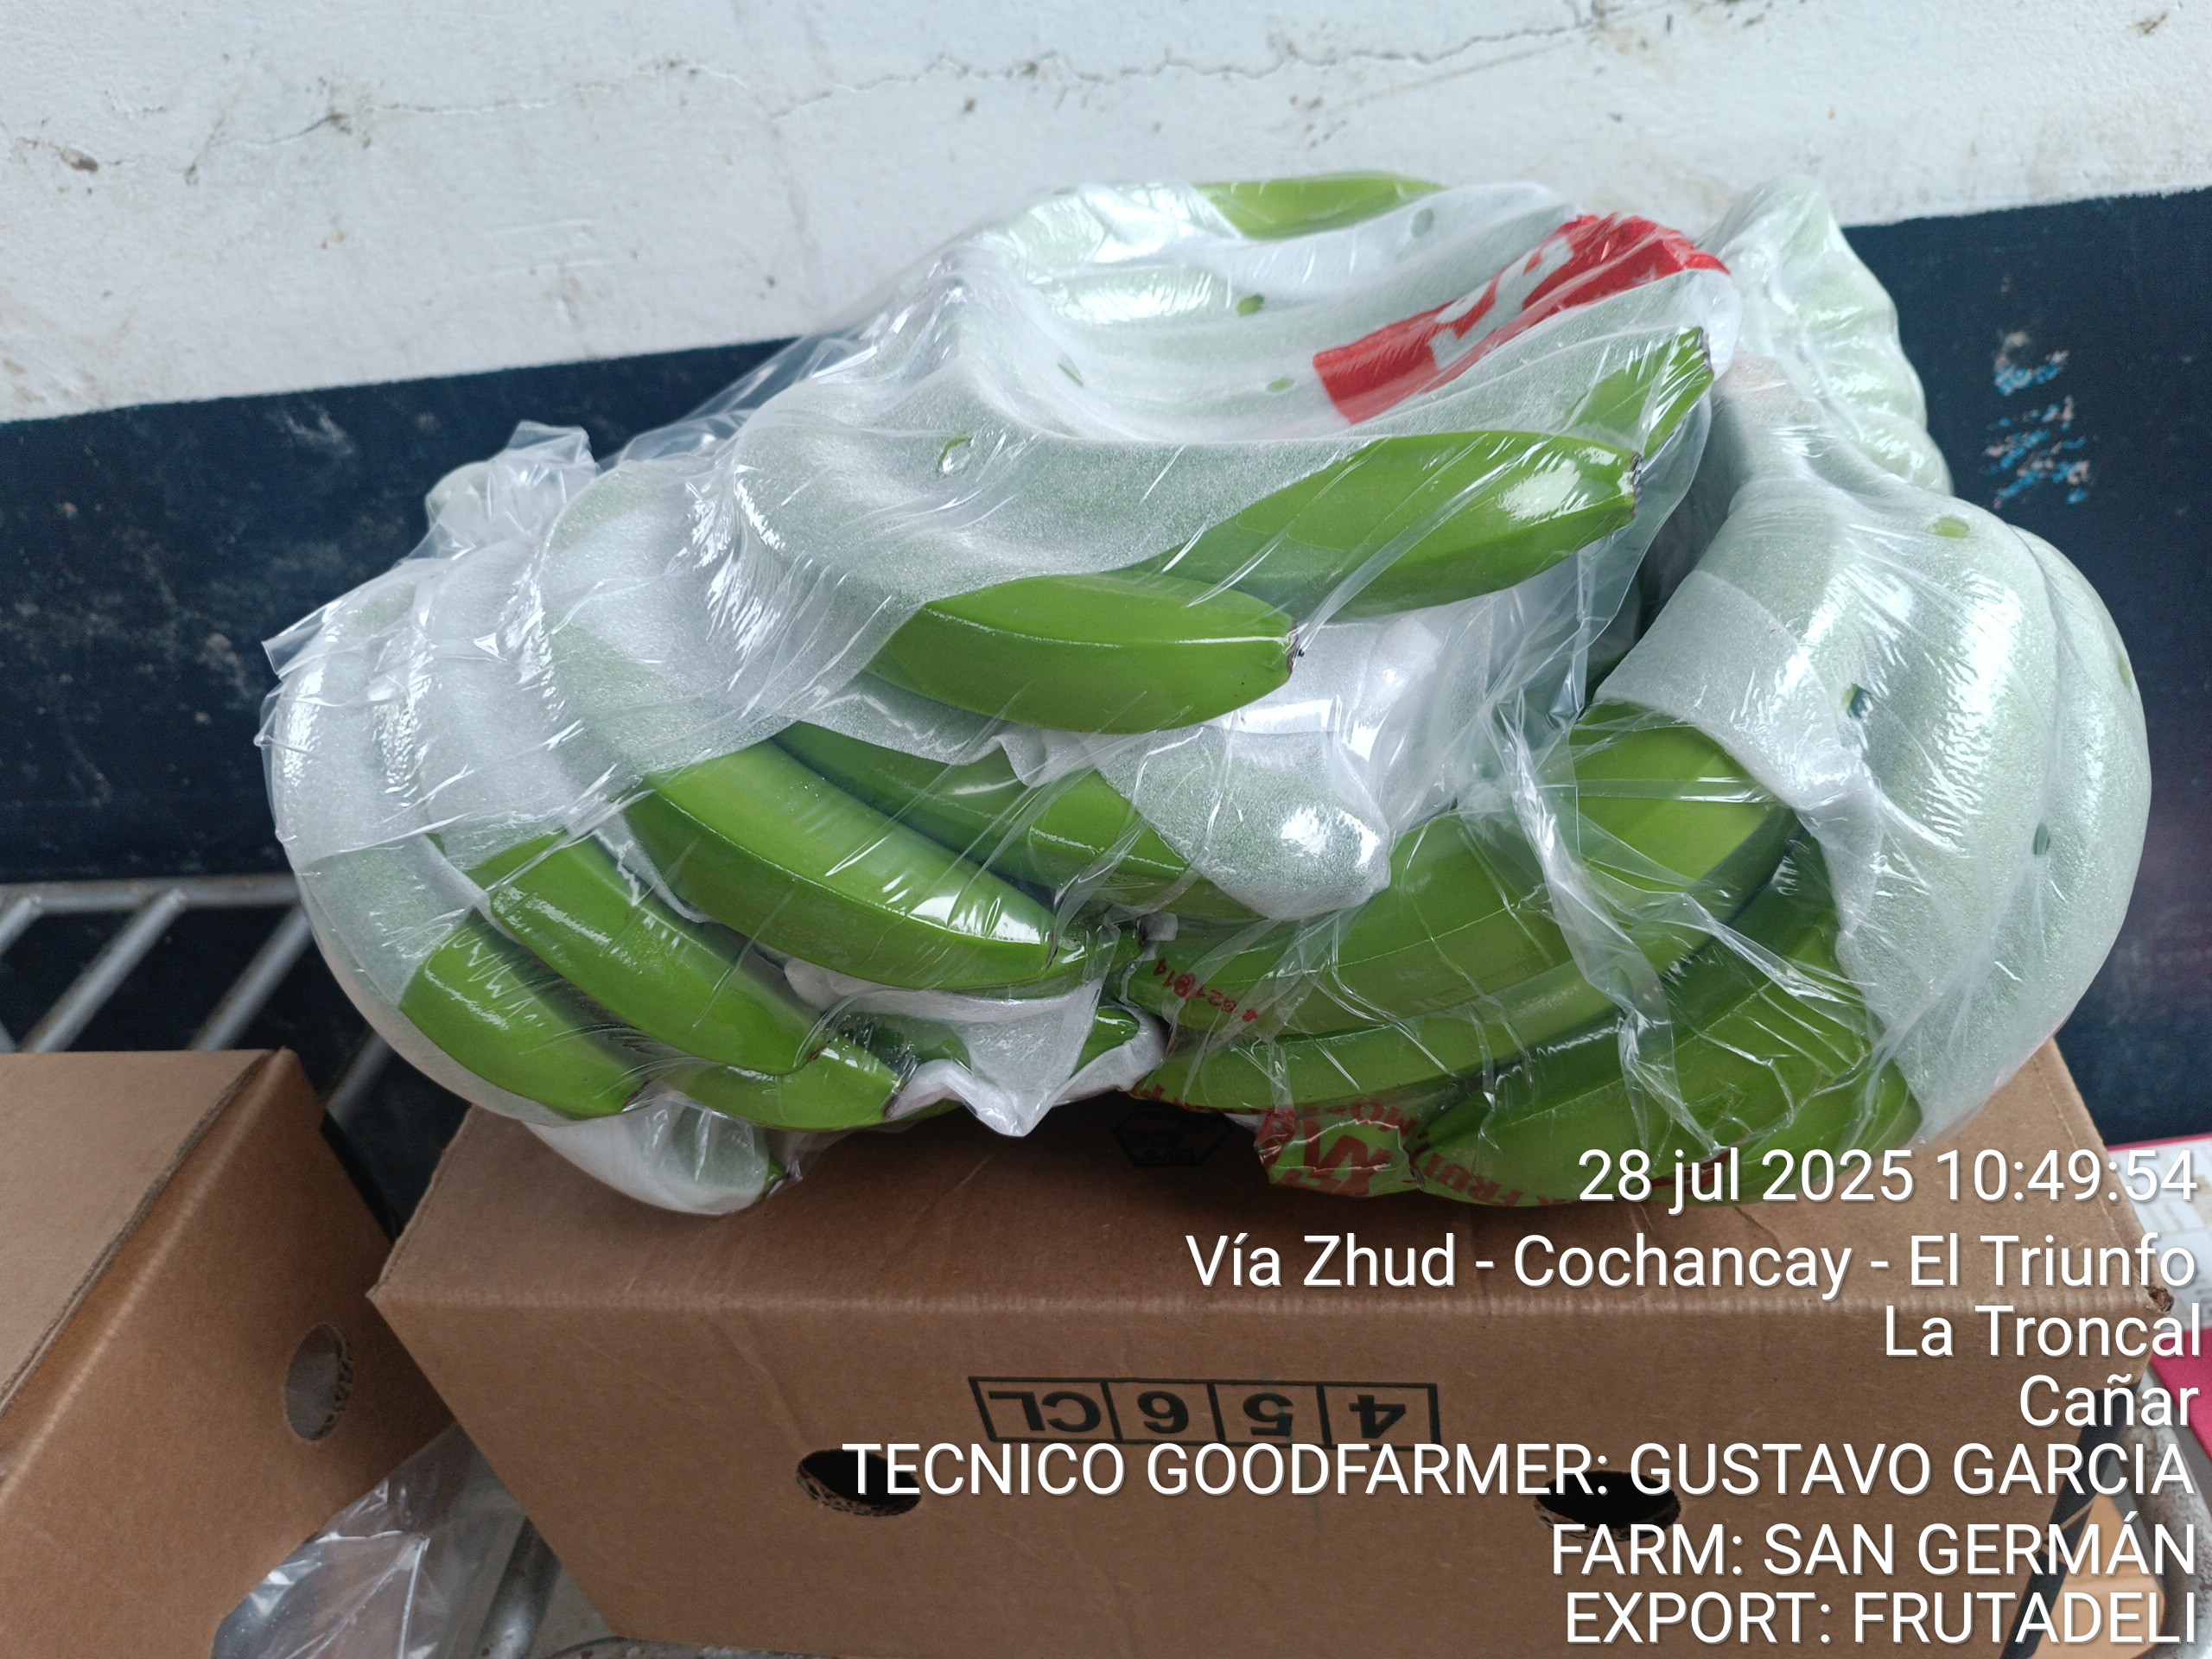 28 jul 2025 10:49:54
Vía Zhud - Cochancay - El Triunfo
La Troncal
Cañar
TECNICO GOODFARMER: GUSTAVO GARCIA
FARM: SAN GERMÁN
EXPORT: FRUTADELI
4 5 6 CL